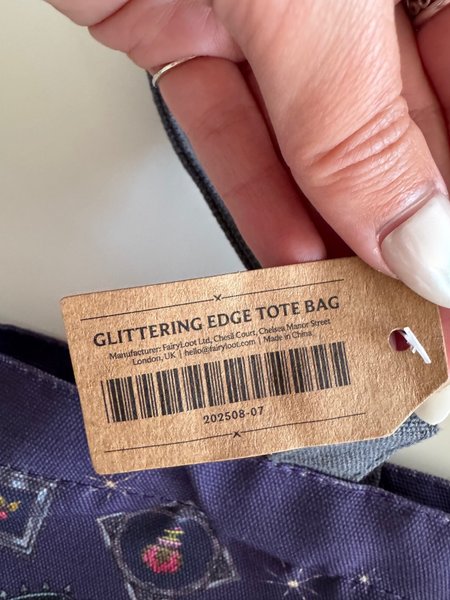 GLITTERING EDGE TOTE BAG
Manufacturer: FairyLoot Ltd, Chesil Court, Chelsea Manor Street
London, UK | hello@fairyloot.com | Made in China
202508-07